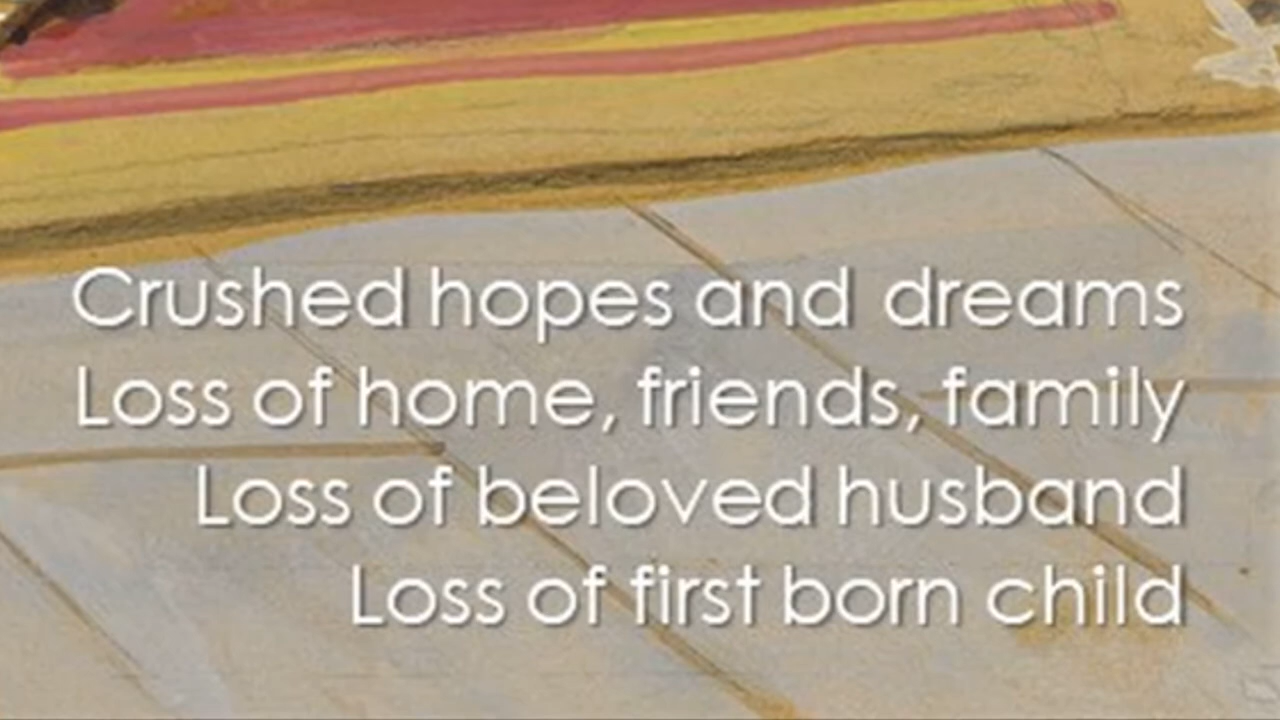 Crushed hopes and dreams
Loss of home, friends, family
Loss of beloved husband
Loss of first born child